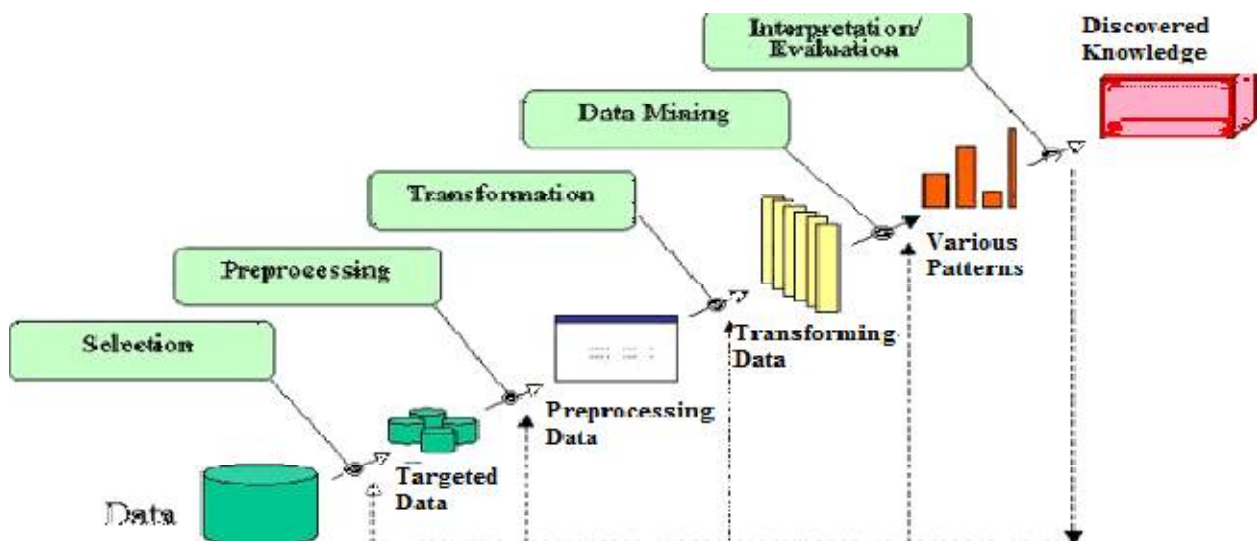 Interpretation/
Evaluation
Discovered
Knowledge
Data Mining
Transformation
Various
Patterns
Preprocessing
Transforming
Data
Selection
Preprocessing
Data
Targeted
Data
Data